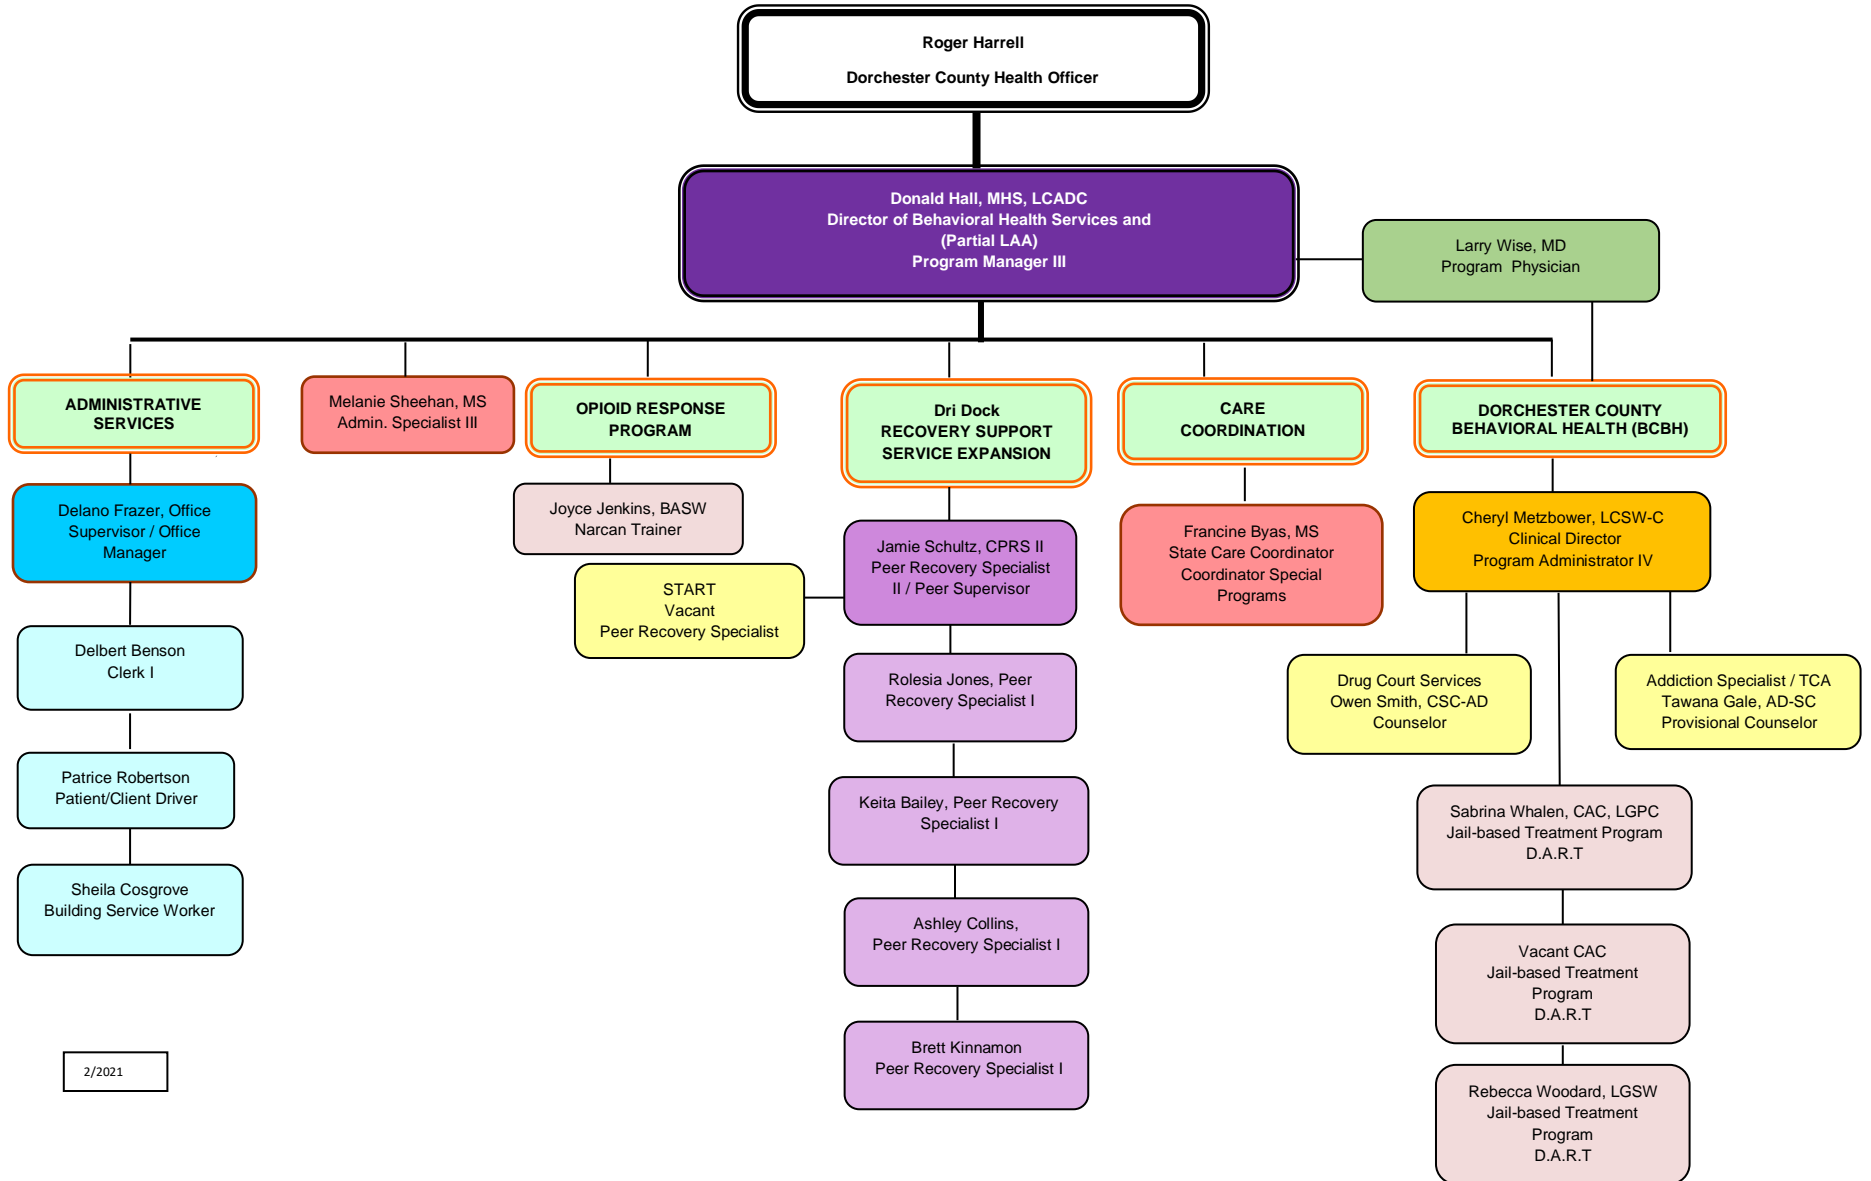 Roger Harrell
Dorchester County Health Officer
Donald Hall, MHS, LCADC
Director of Behavioral Health Services and
(Partial LAA)
Program Manager III
Larry Wise, MD
Program  Physician
ADMINISTRATIVE
SERVICES
Melanie Sheehan, MS
Admin. Specialist III
OPIOID RESPONSE
PROGRAM
Dri Dock
RECOVERY SUPPORT
SERVICE EXPANSION
CARE
COORDINATION
DORCHESTER COUNTY
BEHAVIORAL HEALTH (BCBH)
Delano Frazer, Office
Supervisor / Office
Manager
Joyce Jenkins, BASW
Narcan Trainer
Jamie Schultz, CPRS II
Peer Recovery Specialist
II / Peer Supervisor
Francine Byas, MS
State Care Coordinator
Coordinator Special
Programs
Cheryl Metzbower, LCSW-C
Clinical Director
Program Administrator IV
START
Vacant
Peer Recovery Specialist
Delbert Benson
Clerk I
Rolesia Jones, Peer
Recovery Specialist I
Drug Court Services
Owen Smith, CSC-AD
Counselor
Addiction Specialist / TCA
Tawana Gale, AD-SC
Provisional Counselor
Patrice Robertson
Patient/Client Driver
Keita Bailey, Peer Recovery
Specialist I
Sabrina Whalen, CAC, LGPC
Jail-based Treatment Program
D.A.R.T
Sheila Cosgrove
Building Service Worker
Ashley Collins,
Peer Recovery Specialist I
Vacant CAC
Jail-based Treatment
Program
D.A.R.T
Brett Kinnamon
Peer Recovery Specialist I
2/2021
Rebecca Woodard, LGSW
Jail-based Treatment
Program
D.A.R.T